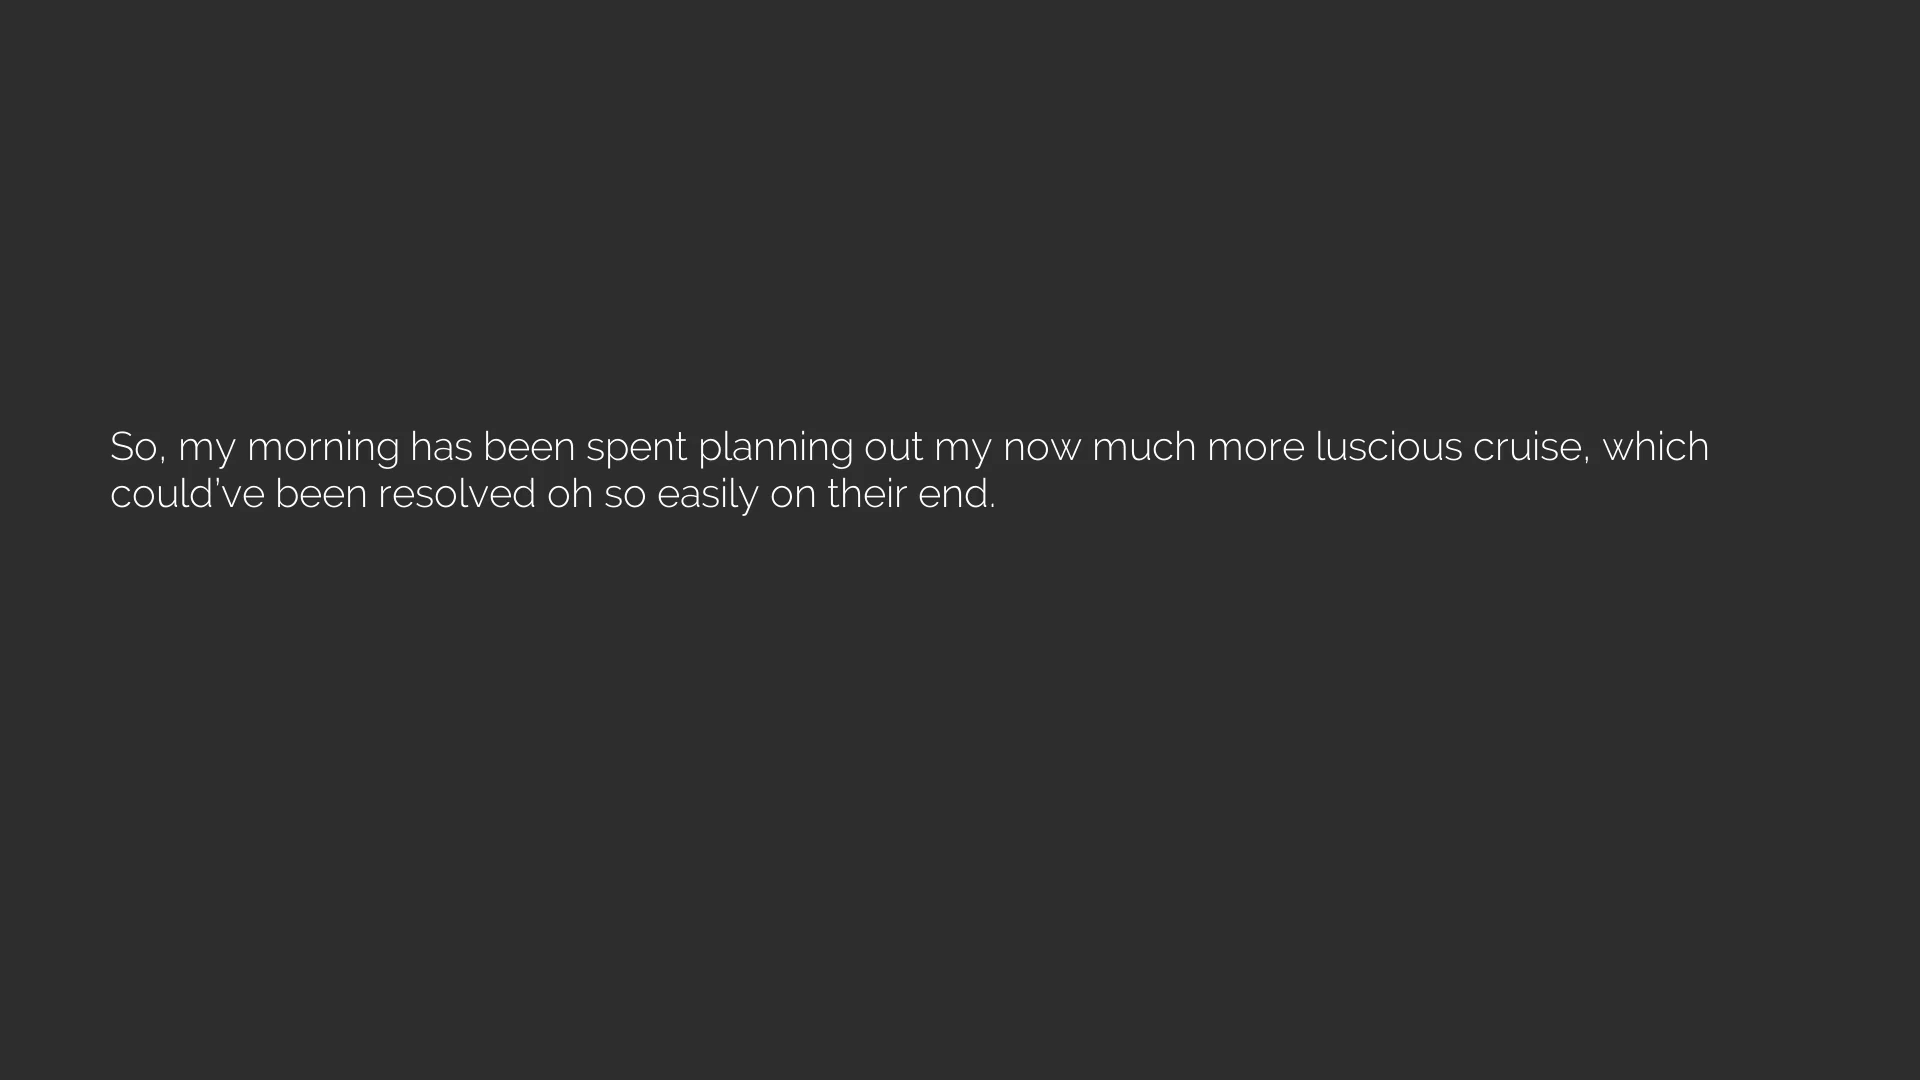 So, my morning has been spent planning out my now much more luscious cruise, which
could’ve been resolved oh so easily on their end.